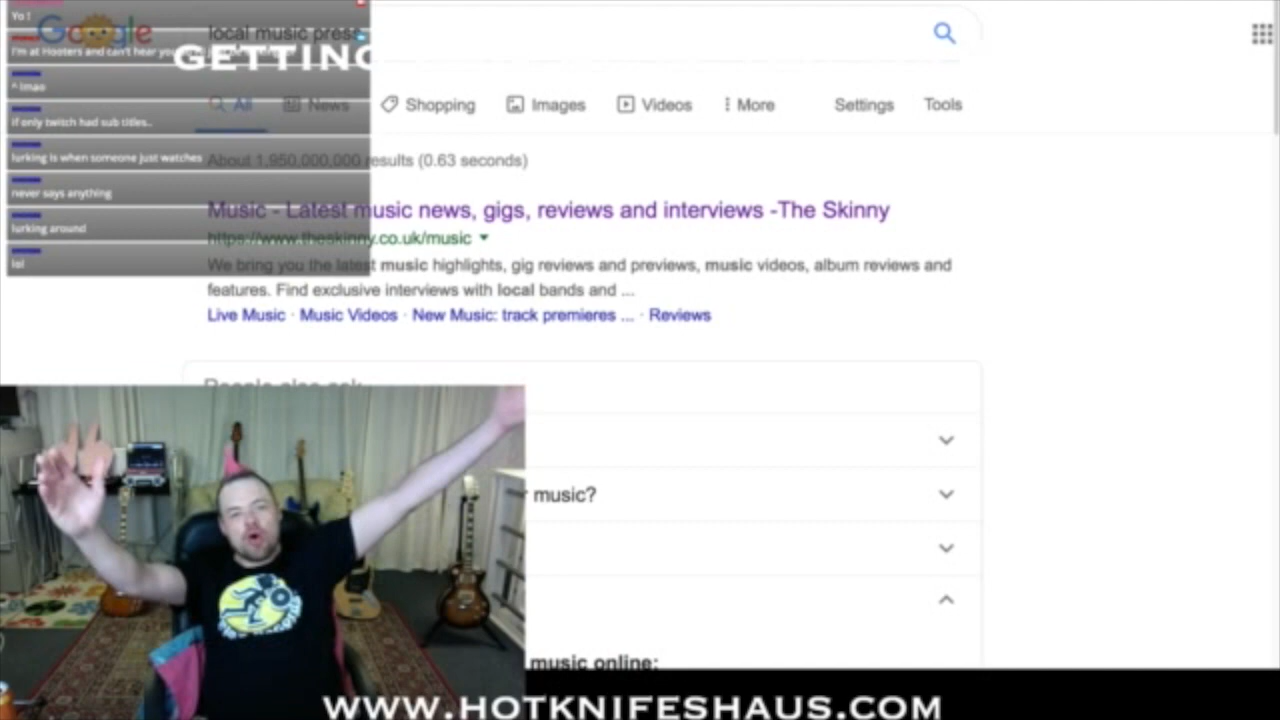 Yo !
Google
local music press
I'm at Hooters and can't hear you
GETTING
^ lmao
All
News
Shopping
Images
Videos
More
Settings
Tools
if only twitch had sub titles..
lurking is when someone just watches
About 1,950,000,000 results (0.63 seconds)
never says anything
Music - Latest music news, gigs, reviews and interviews -The Skinny
lurking around
https://www.theskinny.co.uk/music
lol
We bring you the latest music highlights, gig reviews and previews, music videos, album reviews and
features. Find exclusive interviews with local bands and ...
Live Music · Music Videos · New Music: track premieres ... · Reviews
People also ask
music?
music online:
WWW.HOTKNIFESHAUS.COM